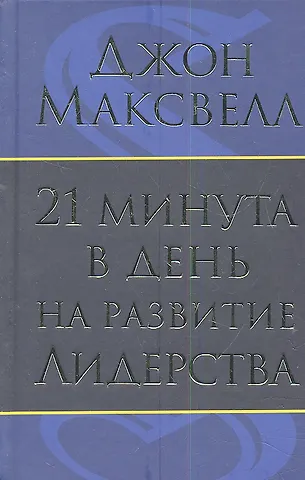 ДЖОН
МАКСВЕЛЛ
21 МИНУТА
В ДЕНЬ
НА РАЗВИТИЕ
ЛИДЕРСТВА